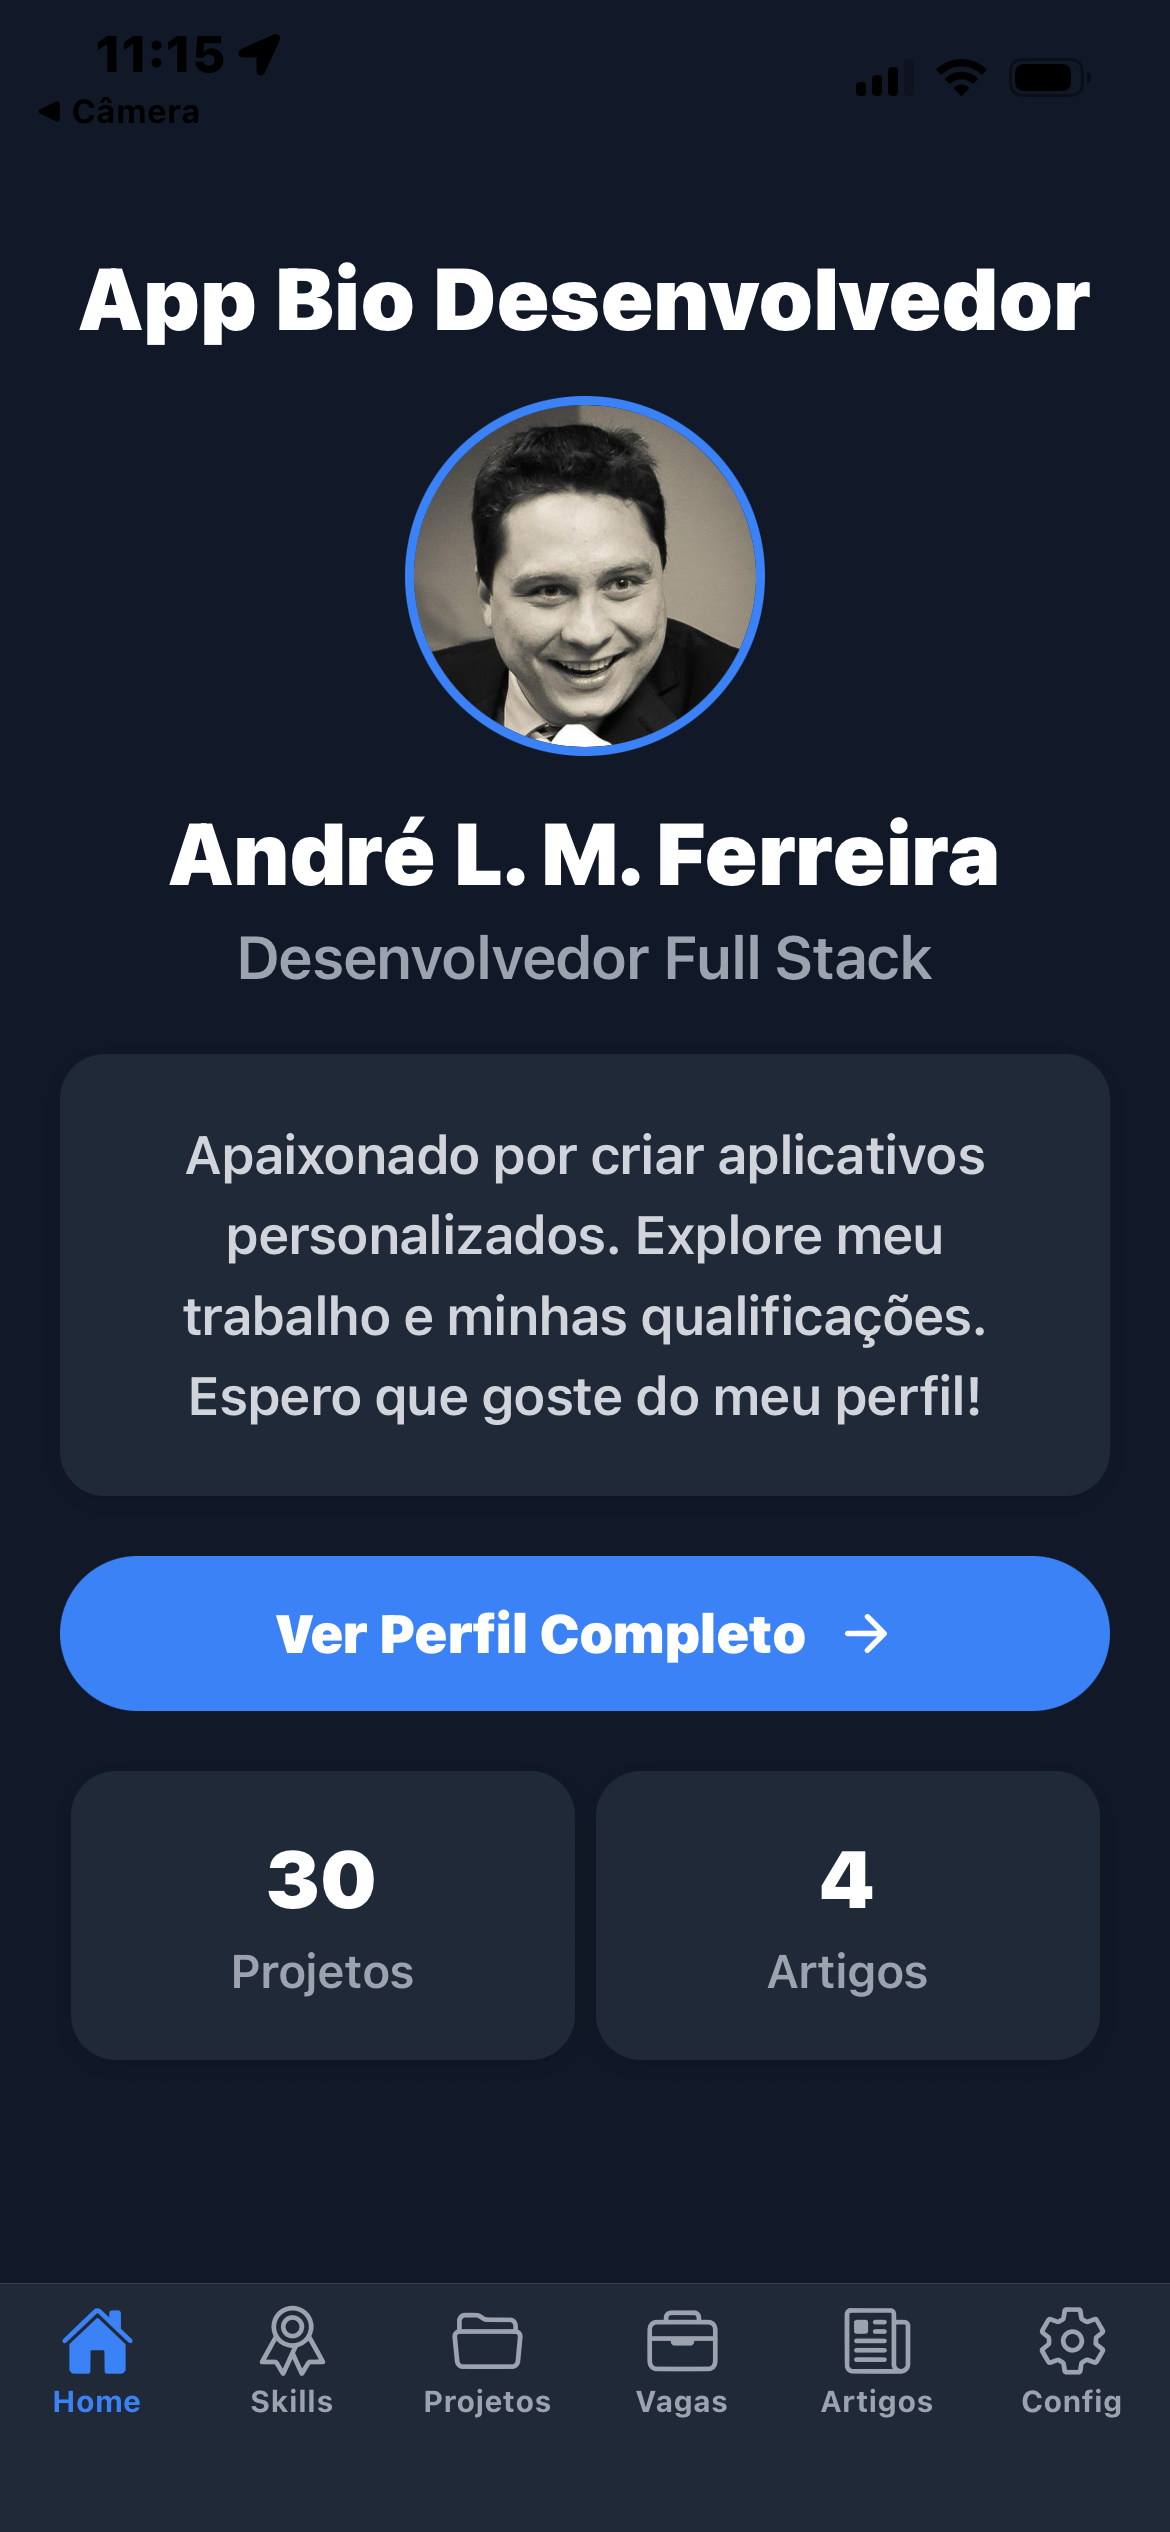 11:15
Câmera
App Bio Desenvolvedor
André L. M. Ferreira
Desenvolvedor Full Stack
Apaixonado por criar aplicativos
personalizados. Explore meu
trabalho e minhas qualificações.
Espero que goste do meu perfil!
Ver Perfil Completo →
30
Projetos
4
Artigos
Home
Skills
Projetos
Vagas
Artigos
Config